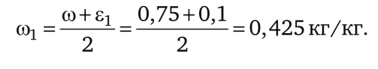 ω₁ = (ω + ε₁)/2 = (0,75 + 0,1)/2 = 0,425 кг/кг.